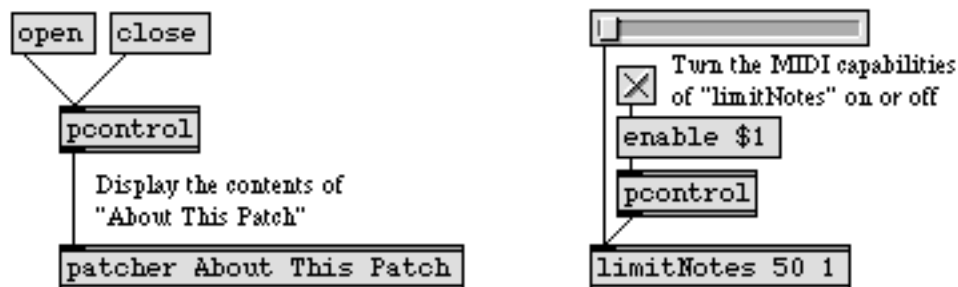 open close
pcontrol
Display the contents of
"About This Patch"
patcher About This Patch
Turn the MIDI capabilities
of "limitNotes" on or off
enable $1
pcontrol
limitNotes 50 1